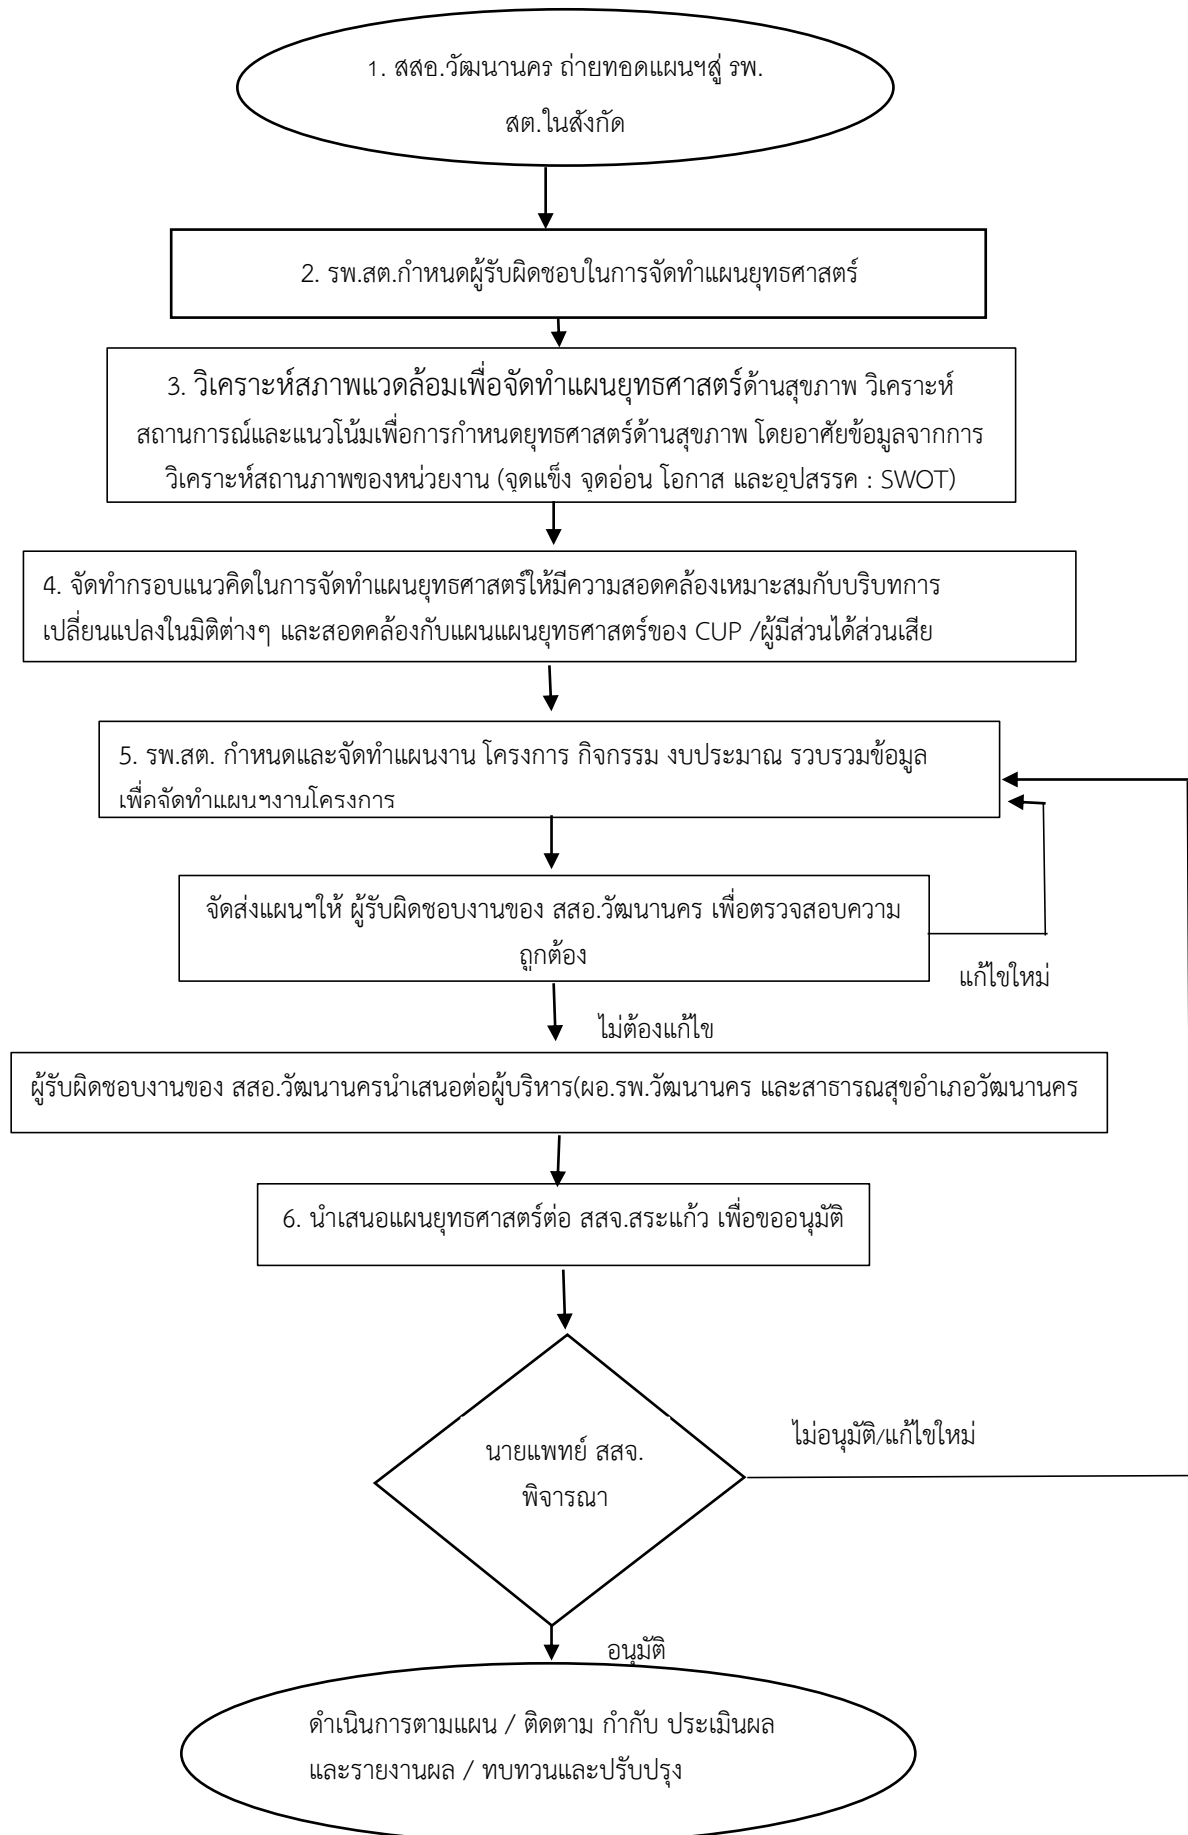 1. สสอ.วัฒนานคร ถ่ายทอดแผนฯสู่ รพ.
สต.ในสังกัด
2. รพ.สต.กำหนดผู้รับผิดชอบในการจัดทำแผนยุทธศาสตร์
3. วิเคราะห์สภาพแวดล้อมเพื่อจัดทำแผนยุทธศาสตร์ด้านสุขภาพ วิเคราะห์
สถานการณ์และแนวโน้มเพื่อการกำหนดยุทธศาสตร์ด้านสุขภาพ โดยอาศัยข้อมูลจากการ
วิเคราะห์สถานภาพของหน่วยงาน (จุดแข็ง จุดอ่อน โอกาส และอุปสรรค : SWOT)
4. จัดทำกรอบแนวคิดในการจัดทำแผนยุทธศาสตร์ให้มีความสอดคล้องเหมาะสมกับบริบทการ
เปลี่ยนแปลงในมิติต่างๆ และสอดคล้องกับแผนแผนยุทธศาสตร์ของ CUP /ผู้มีส่วนได้ส่วนเสีย
5. รพ.สต. กำหนดและจัดทำแผนงาน โครงการ กิจกรรม งบประมาณ รวบรวมข้อมูล
เพื่อจัดทำแผนฯงานโครงการ
จัดส่งแผนฯให้ ผู้รับผิดชอบงานของ สสอ.วัฒนานคร เพื่อตรวจสอบความ
ถูกต้อง
แก้ไขใหม่
ไม่ต้องแก้ไข
ผู้รับผิดชอบงานของ สสอ.วัฒนานครนำเสนอต่อผู้บริหาร(ผอ.รพ.วัฒนานคร และสาธารณสุขอำเภอวัฒนานคร
6. นำเสนอแผนยุทธศาสตร์ต่อ สสจ.สระแก้ว เพื่อขออนุมัติ
ไม่อนุมัติ/แก้ไขใหม่
นายแพทย์ สสจ.
พิจารณา
อนุมัติ
ดำเนินการตามแผน / ติดตาม กำกับ ประเมินผล
และรายงานผล / ทบทวนและปรับปรุง